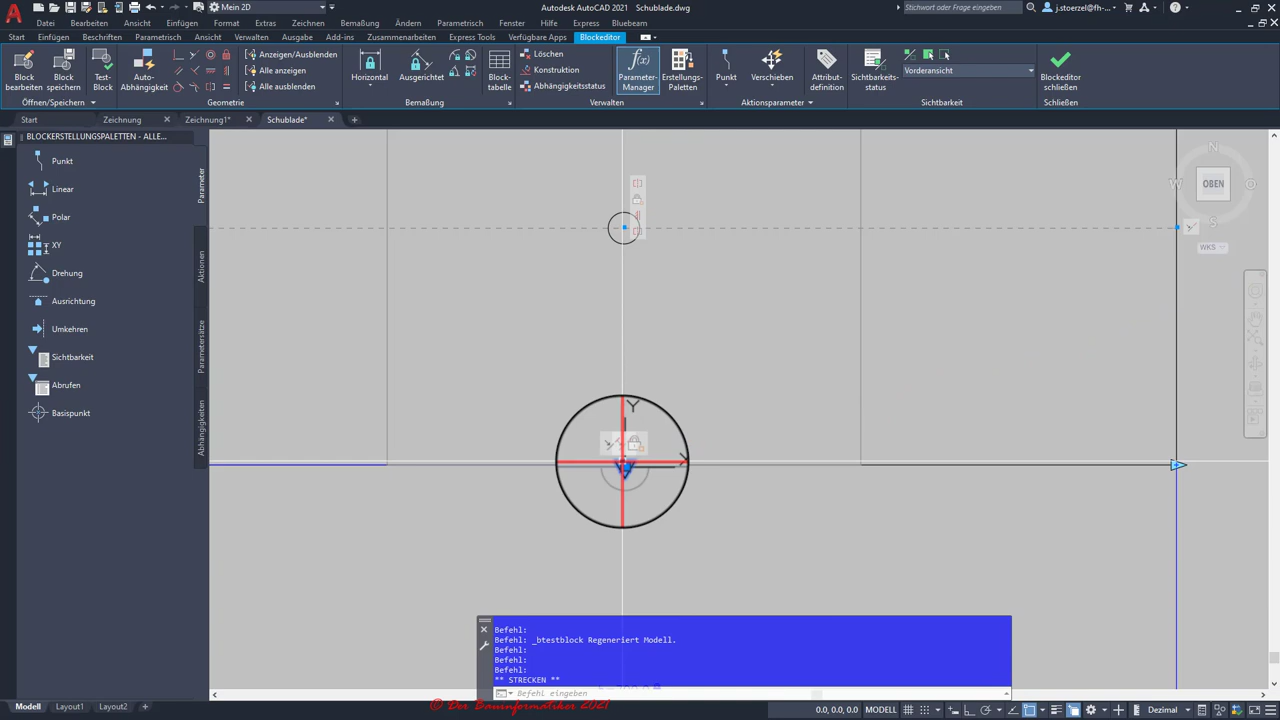 Mein 2D
Autodesk AutoCAD 2021 Schublade.dwg
Stichwort oder Frage eingeben
j.stoerzel@fh-...
Datei Bearbeiten Ansicht Einfügen Format Extras Zeichnen Bemaßung Ändern Parametrisch Fenster Hilfe Express Bluebeam
Start Einfügen Beschriften Parametrisch Ansicht Verwalten Ausgabe Add-ins Zusammenarbeiten Express Tools Verfügbare Apps Blockeditor
Block bearbeiten
Block speichern
Test-Block
Auto-Abhängigkeit
Anzeigen/Ausblenden
Alle anzeigen
Alle ausblenden
Horizontal
Ausgerichtet
Block-tabelle
Löschen
Konstruktion
Abhängigkeitsstatus
f(x)
Parameter-Manager
Erstellungs-Paletten
Punkt
Verschieben
Attribut-definition
Sichtbarkeits-status
Vorderansicht
Blockeditor schließen
Öffnen/Speichern Geometrie Bemaßung Verwalten Aktionsparameter Sichtbarkeit Schließen
Start Zeichnung Zeichnung1* Schublade*
BLOCKERSTELLUNGSPALETTEN - ALLE...
Punkt
Linear
Polar
XY
Drehung
Ausrichtung
Umkehren
Sichtbarkeit
Abrufen
Basispunkt
Parameter
Aktionen
Parametersätze
Abhängigkeiten
N
W OBEN O
S
WKS
Y
X
Befehl:
Befehl: _btestblock Regeneriert Modell.
Befehl:
Befehl:
Befehl:
** STRECKEN **
Befehl eingeben
© Der Bauinformatiker 2021
Modell Layout1 Layout2
0.0, 0.0, 0.0 MODELL Dezimal